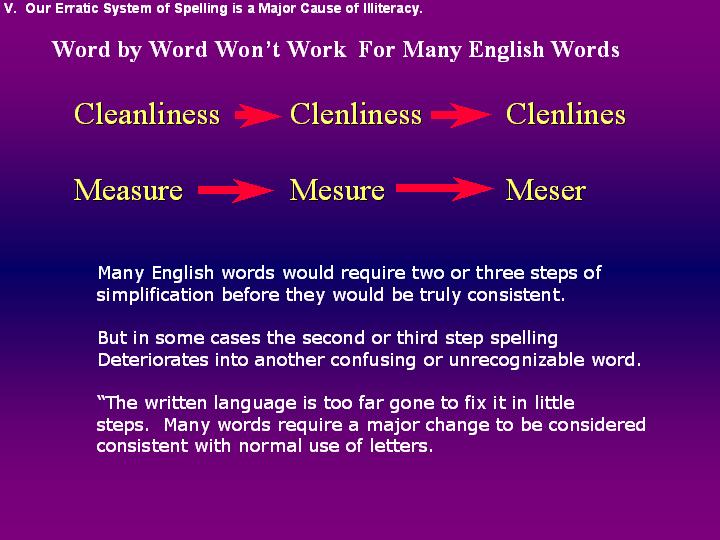 V.  Our Erratic System of Spelling is a Major Cause of Illiteracy.
Word by Word Won’t Work  For Many English Words
Cleanliness Clenliness Clenlines
Measure Mesure Meser
Many English words would require two or three steps of
simplification before they would be truly consistent.
But in some cases the second or third step spelling
Deteriorates into another confusing or unrecognizable word.
“The written language is too far gone to fix it in little
steps.  Many words require a major change to be considered
consistent with normal use of letters.